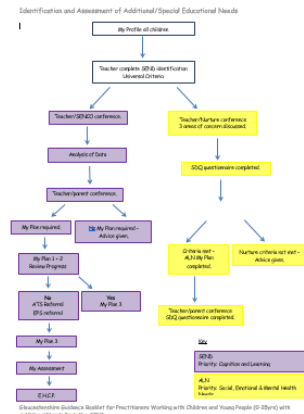 Identification and Assessment of Additional/Special Educational Needs
My Profile all children.
Teacher complete SEND identification
Universal Criteria
Teacher/SENCO conference.
Teacher/Nurture conference
3 areas of concern discussed.
Analysis of Data
SDQ questionnaire completed.
Teacher/parent conference.
My Plan required.
No My Plan required -
Advice given.
Criteria met -
ALN My Plan
completed.
Nurture criteria not met -
Advice given.
My Plan 1 + 2
Review Progress
No
ATS Referral
EPS referral
Yes
My Plan 3
Teacher/parent conference
SDQ questionnaire completed.
My Plan 3
My Assessment
E.H.C.P.
Key
SEND
Priority: Cognition and Learning
ALN
Priority: Social, Emotional & Mental Health
Needs
Gloucestershire Guidance Booklet for Practitioners Working with Children and Young People (0-25yrs) with